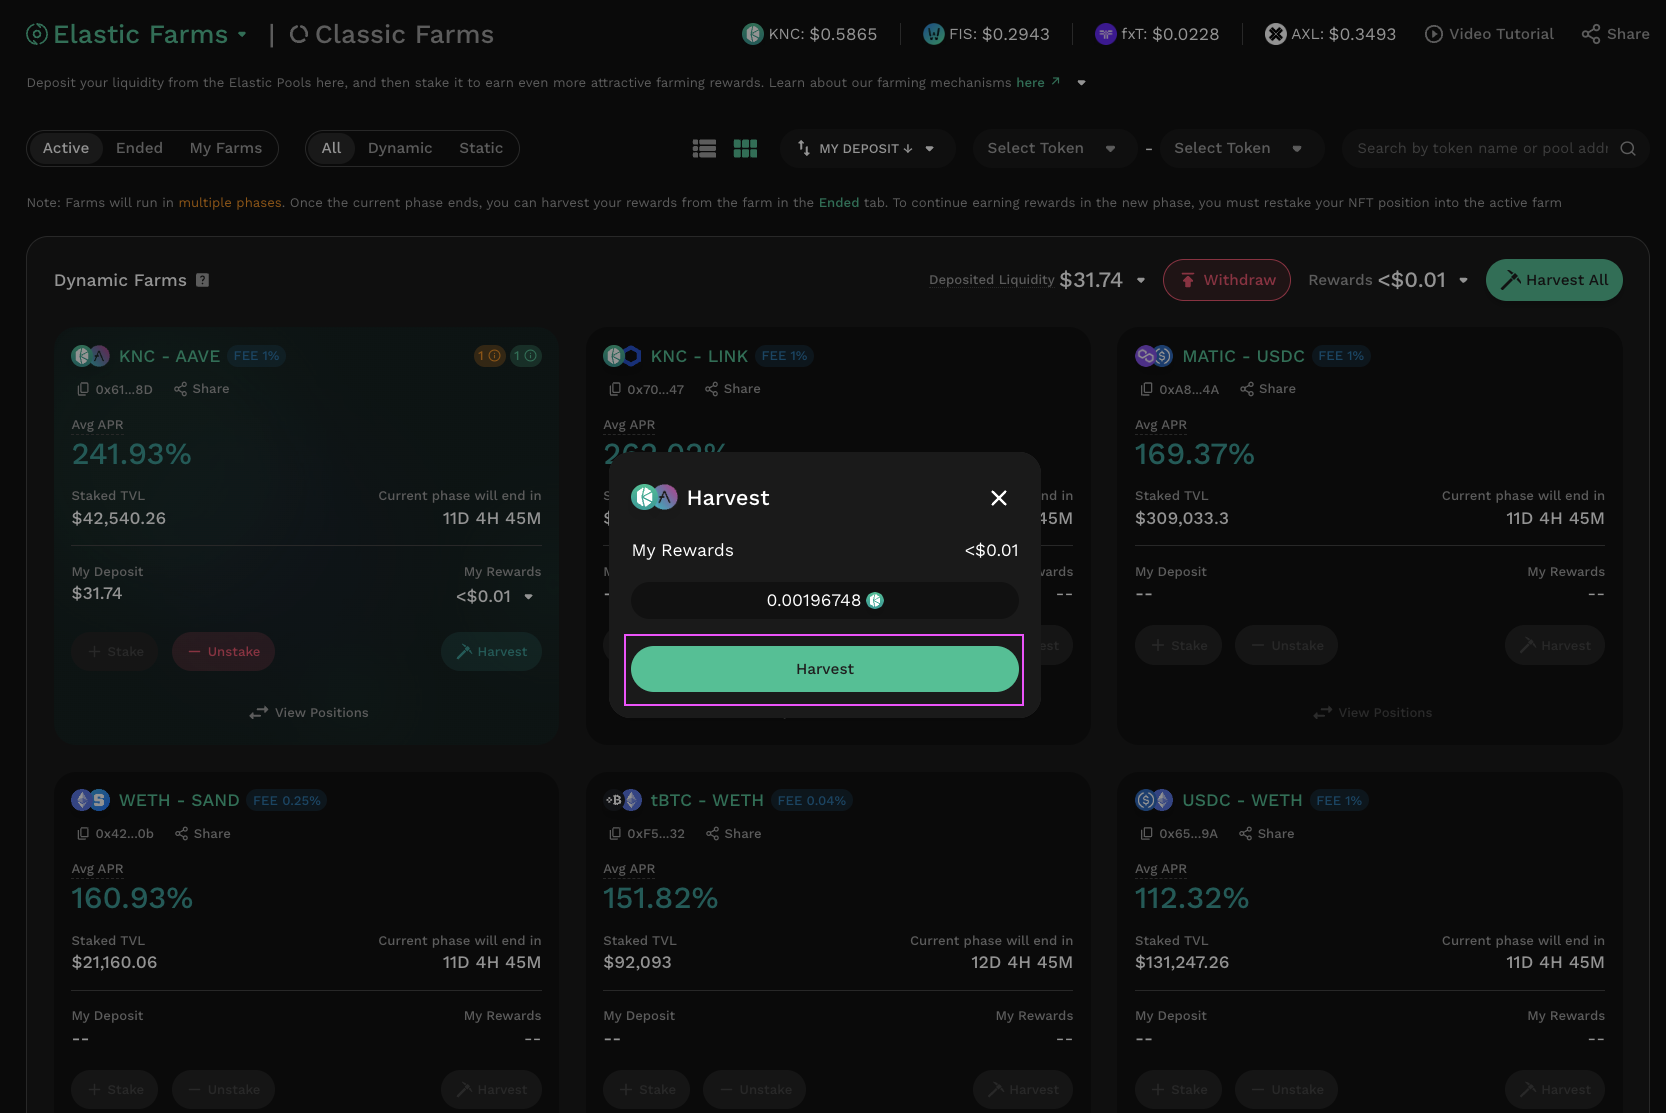 Elastic Farms | Classic Farms KNC: $0.5865 FIS: $0.2943 fxT: $0.0228 AXL: $0.3493 Video Tutorial Share
Deposit your liquidity from the Elastic Pools here, and then stake it to earn even more attractive farming rewards. Learn about our farming mechanisms here ↗
Active Ended My Farms All Dynamic Static MY DEPOSIT ↓ Select Token - Select Token Search by token name or pool addr
Note: Farms will run in multiple phases. Once the current phase ends, you can harvest your rewards from the farm in the Ended tab. To continue earning rewards in the new phase, you must restake your NFT position into the active farm
Dynamic Farms ? Deposited Liquidity $31.74 Withdraw Rewards <$0.01 Harvest All
KNC - AAVE FEE 1% 1 1
0x61...8D Share
Avg APR
241.93%
Staked TVL Current phase will end in
$42,540.26 11D 4H 45M
My Deposit My Rewards
$31.74 <$0.01
+ Stake − Unstake Harvest
View Positions
KNC - LINK FEE 1%
0x70...47 Share
Avg APR
262.02%
end in
45M
--
MATIC - USDC FEE 1%
0xA8...4A Share
Avg APR
169.37%
Staked TVL Current phase will end in
$309,033.3 11D 4H 45M
My Deposit My Rewards
-- --
+ Stake − Unstake Harvest
View Positions
Harvest
My Rewards <$0.01
0.00196748
Harvest
WETH - SAND FEE 0.25%
0x42...0b Share
Avg APR
160.93%
Staked TVL Current phase will end in
$21,160.06 11D 4H 45M
My Deposit My Rewards
-- --
+ Stake − Unstake Harvest
tBTC - WETH FEE 0.04%
0xF5...32 Share
Avg APR
151.82%
Staked TVL Current phase will end in
$92,093 12D 4H 45M
My Deposit My Rewards
-- --
+ Stake − Unstake Harvest
USDC - WETH FEE 1%
0x65...9A Share
Avg APR
112.32%
Staked TVL Current phase will end in
$131,247.26 11D 4H 45M
My Deposit My Rewards
-- --
+ Stake − Unstake Harvest